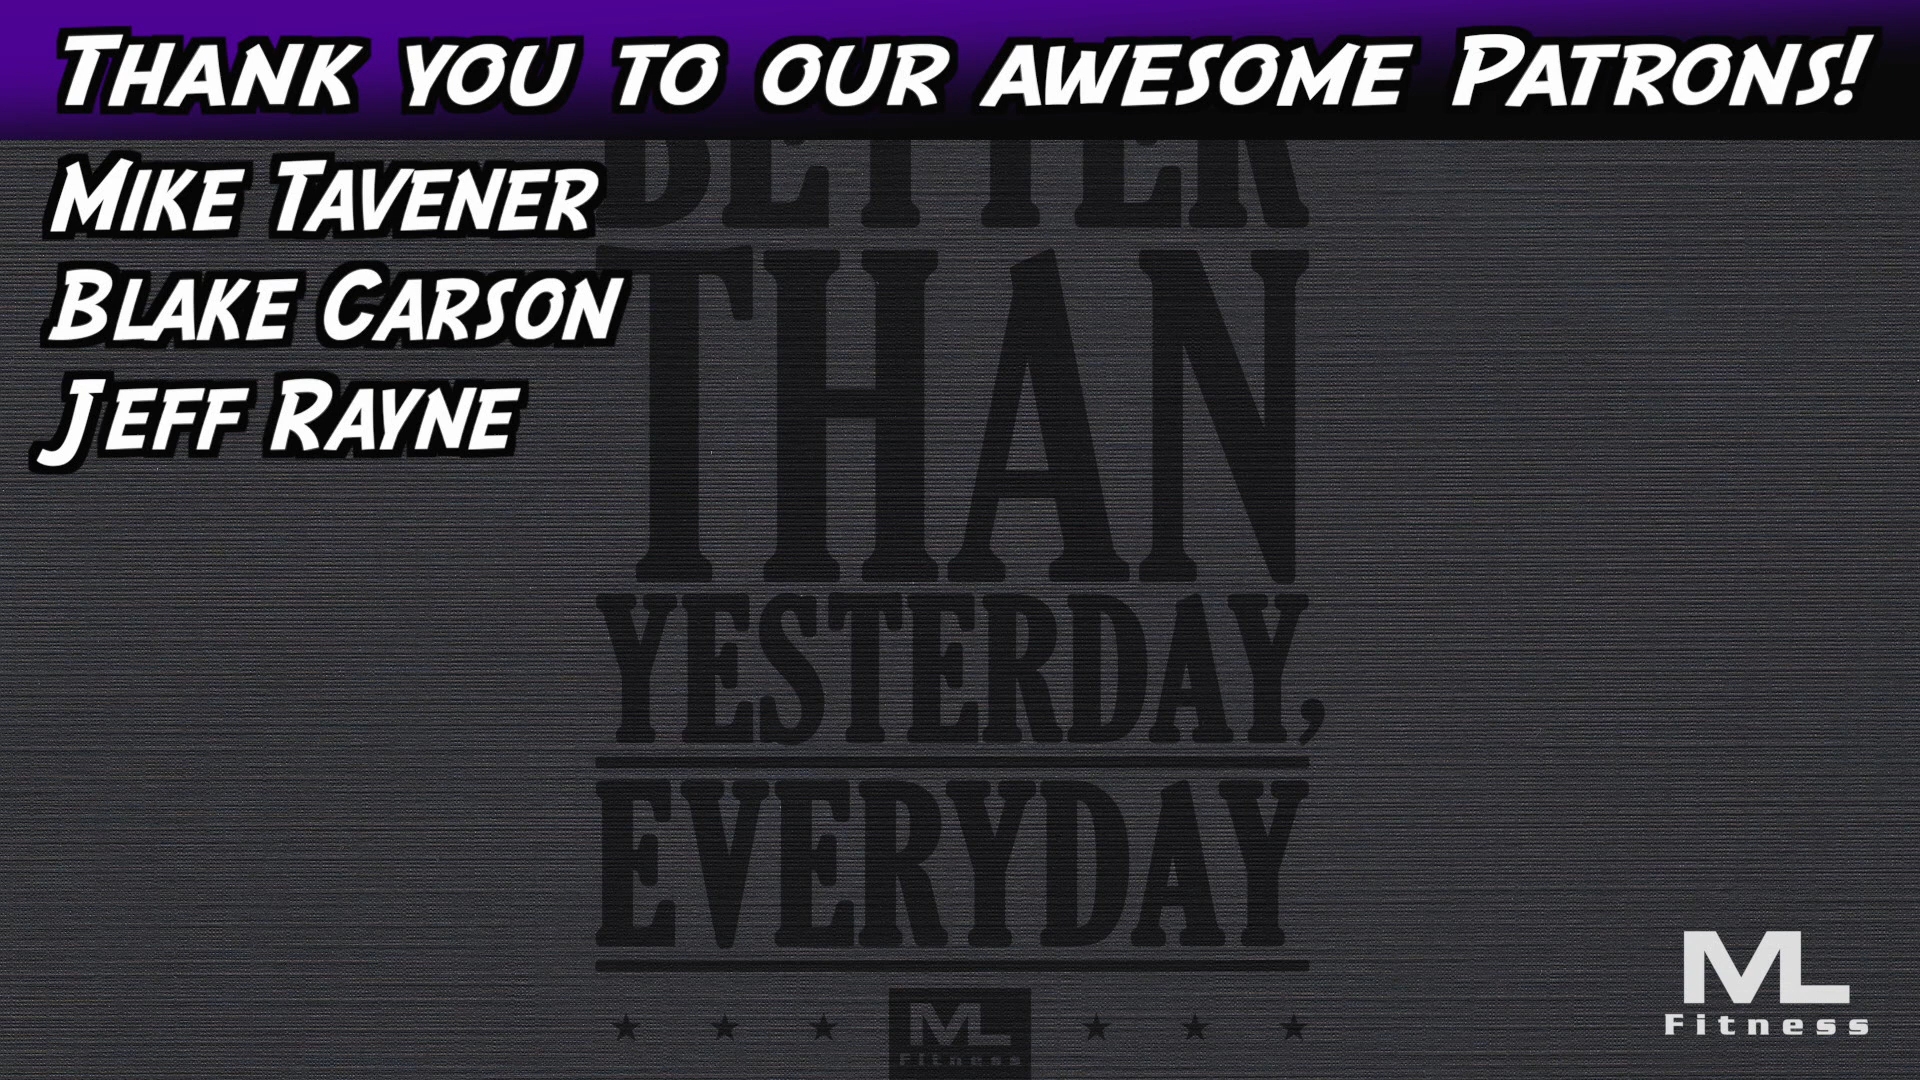 Thank you to our awesome Patrons!
Mike Tavener
Blake Carson
Jeff Rayne
BETTER
THAN
YESTERDAY,
EVERYDAY
ML
Fitness
ML
Fitness